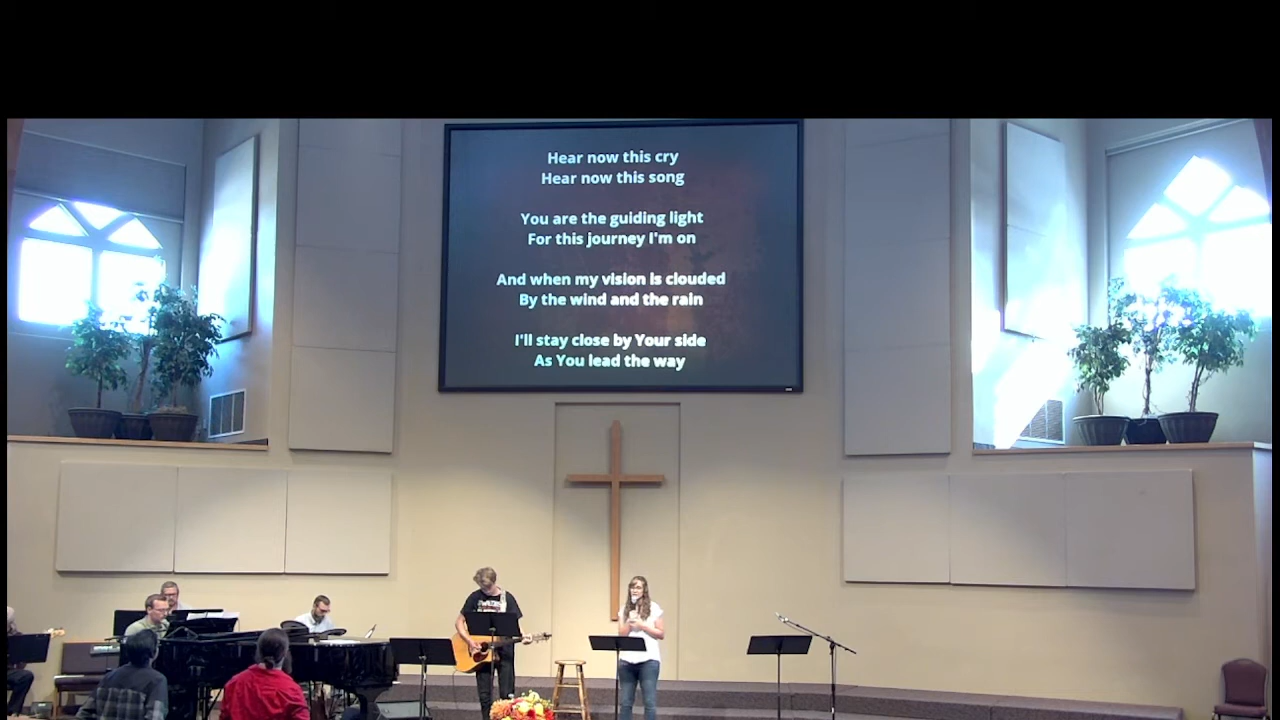 Hear now this cry
Hear now this song
You are the guiding light
For this journey I'm on
And when my vision is clouded
By the wind and the rain
I'll stay close by Your side
As You lead the way